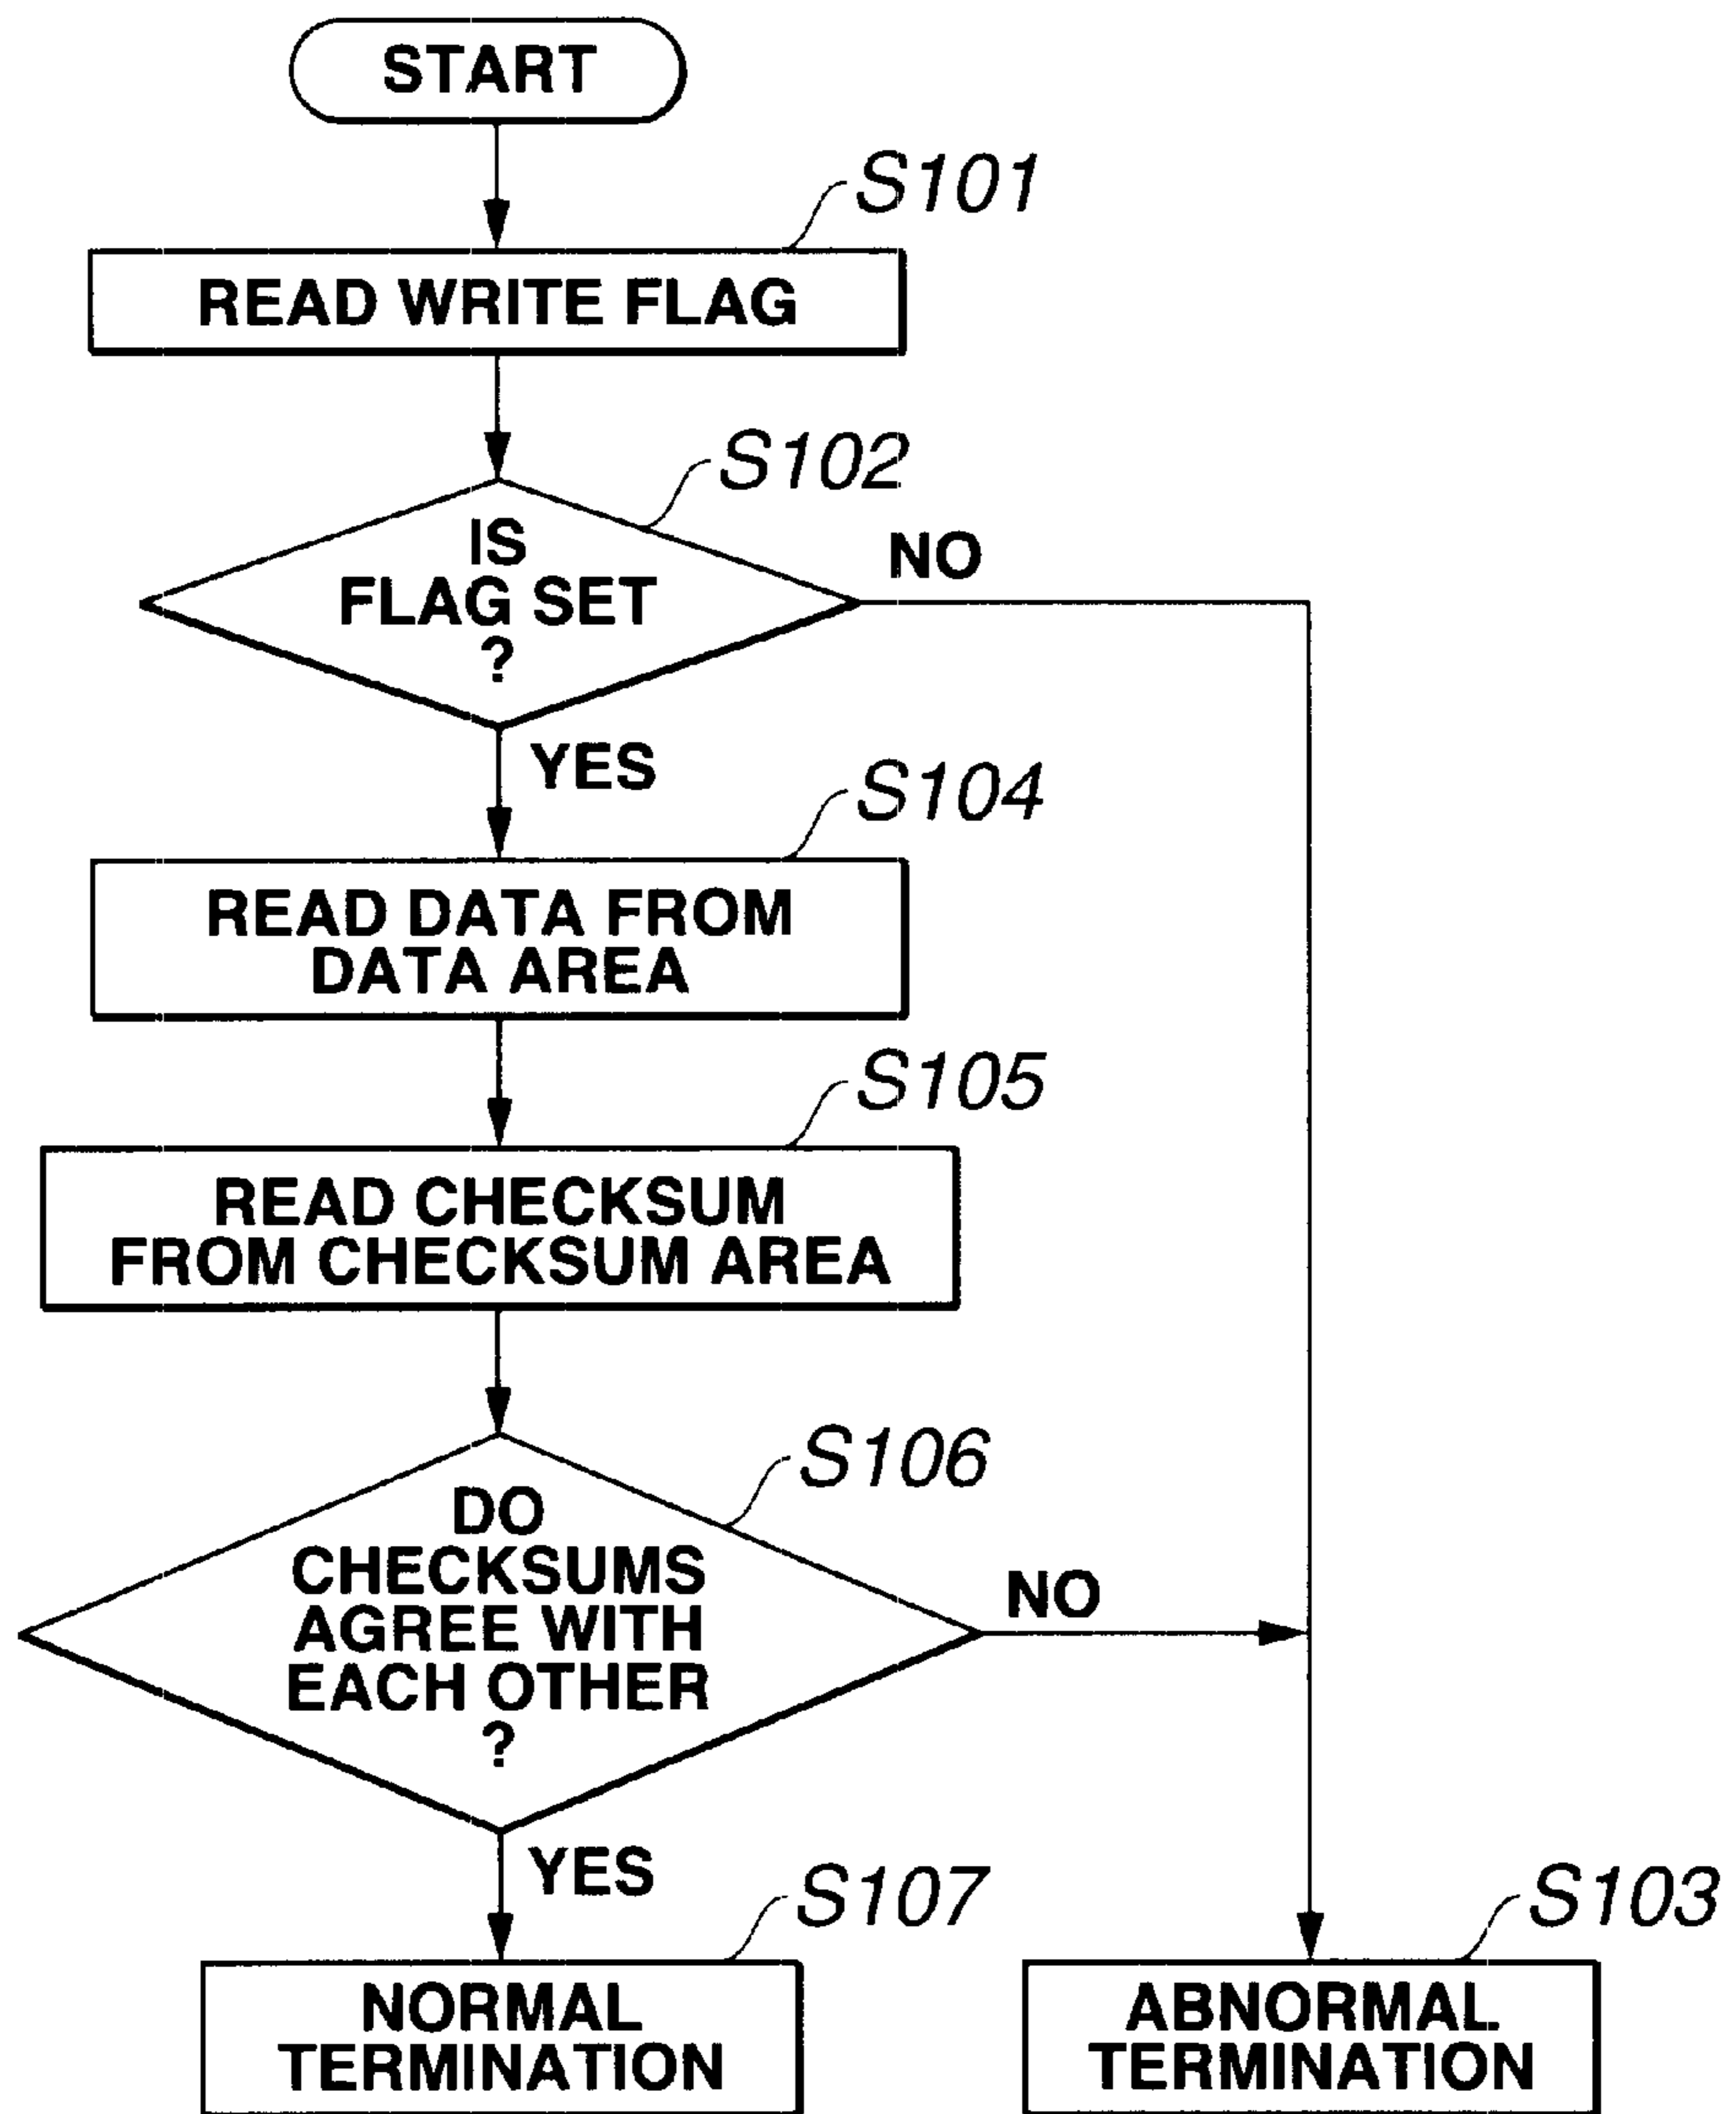 START
S101
READ WRITE FLAG
S102
IS
FLAG SET
?
NO
YES
S104
READ DATA FROM
DATA AREA
S105
READ CHECKSUM
FROM CHECKSUM AREA
S106
DO
CHECKSUMS
AGREE WITH
EACH OTHER
?
NO
YES
S107
NORMAL
TERMINATION
S103
ABNORMAL
TERMINATION